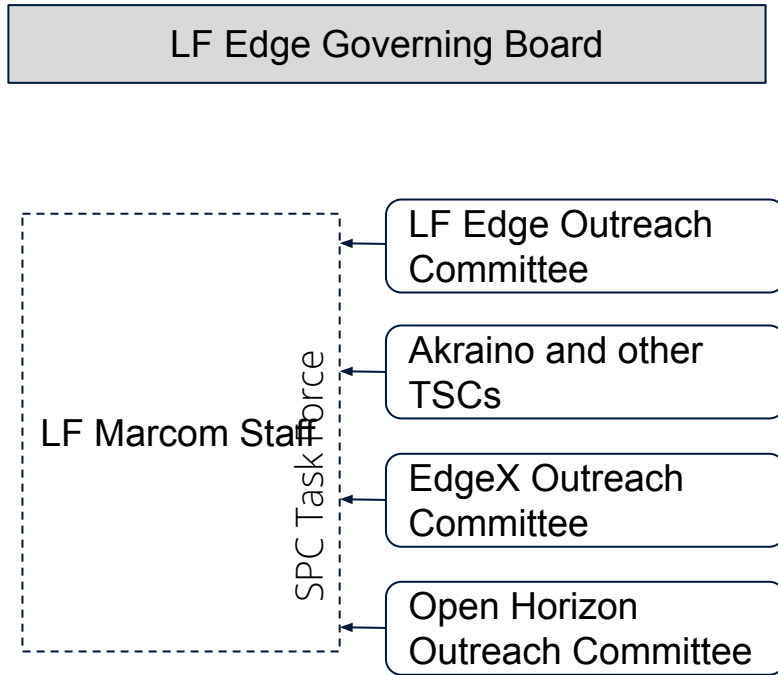 LF Edge Governing Board
LF Edge Outreach
Committee
Akraino and other
TSCs
LF Marcom Staff
SPC Task Force
EdgeX Outreach
Committee
Open Horizon
Outreach Committee